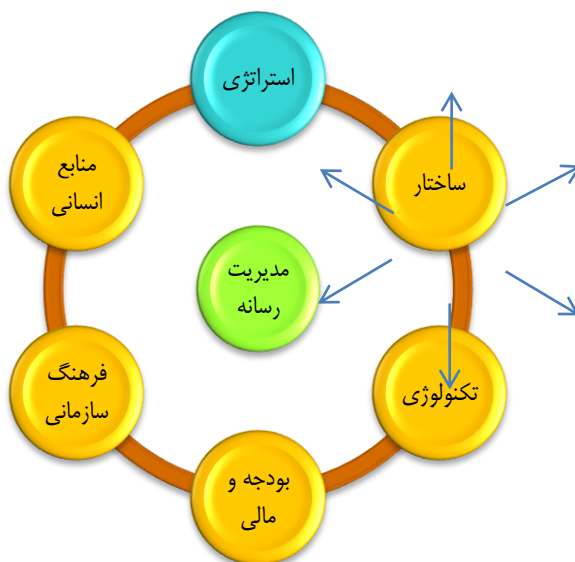 استراتژی
ساختار
تکنولوژی
بودجه و
مالی
فرهنگ
سازمانی
منابع
انسانی
مدیریت
رسانه